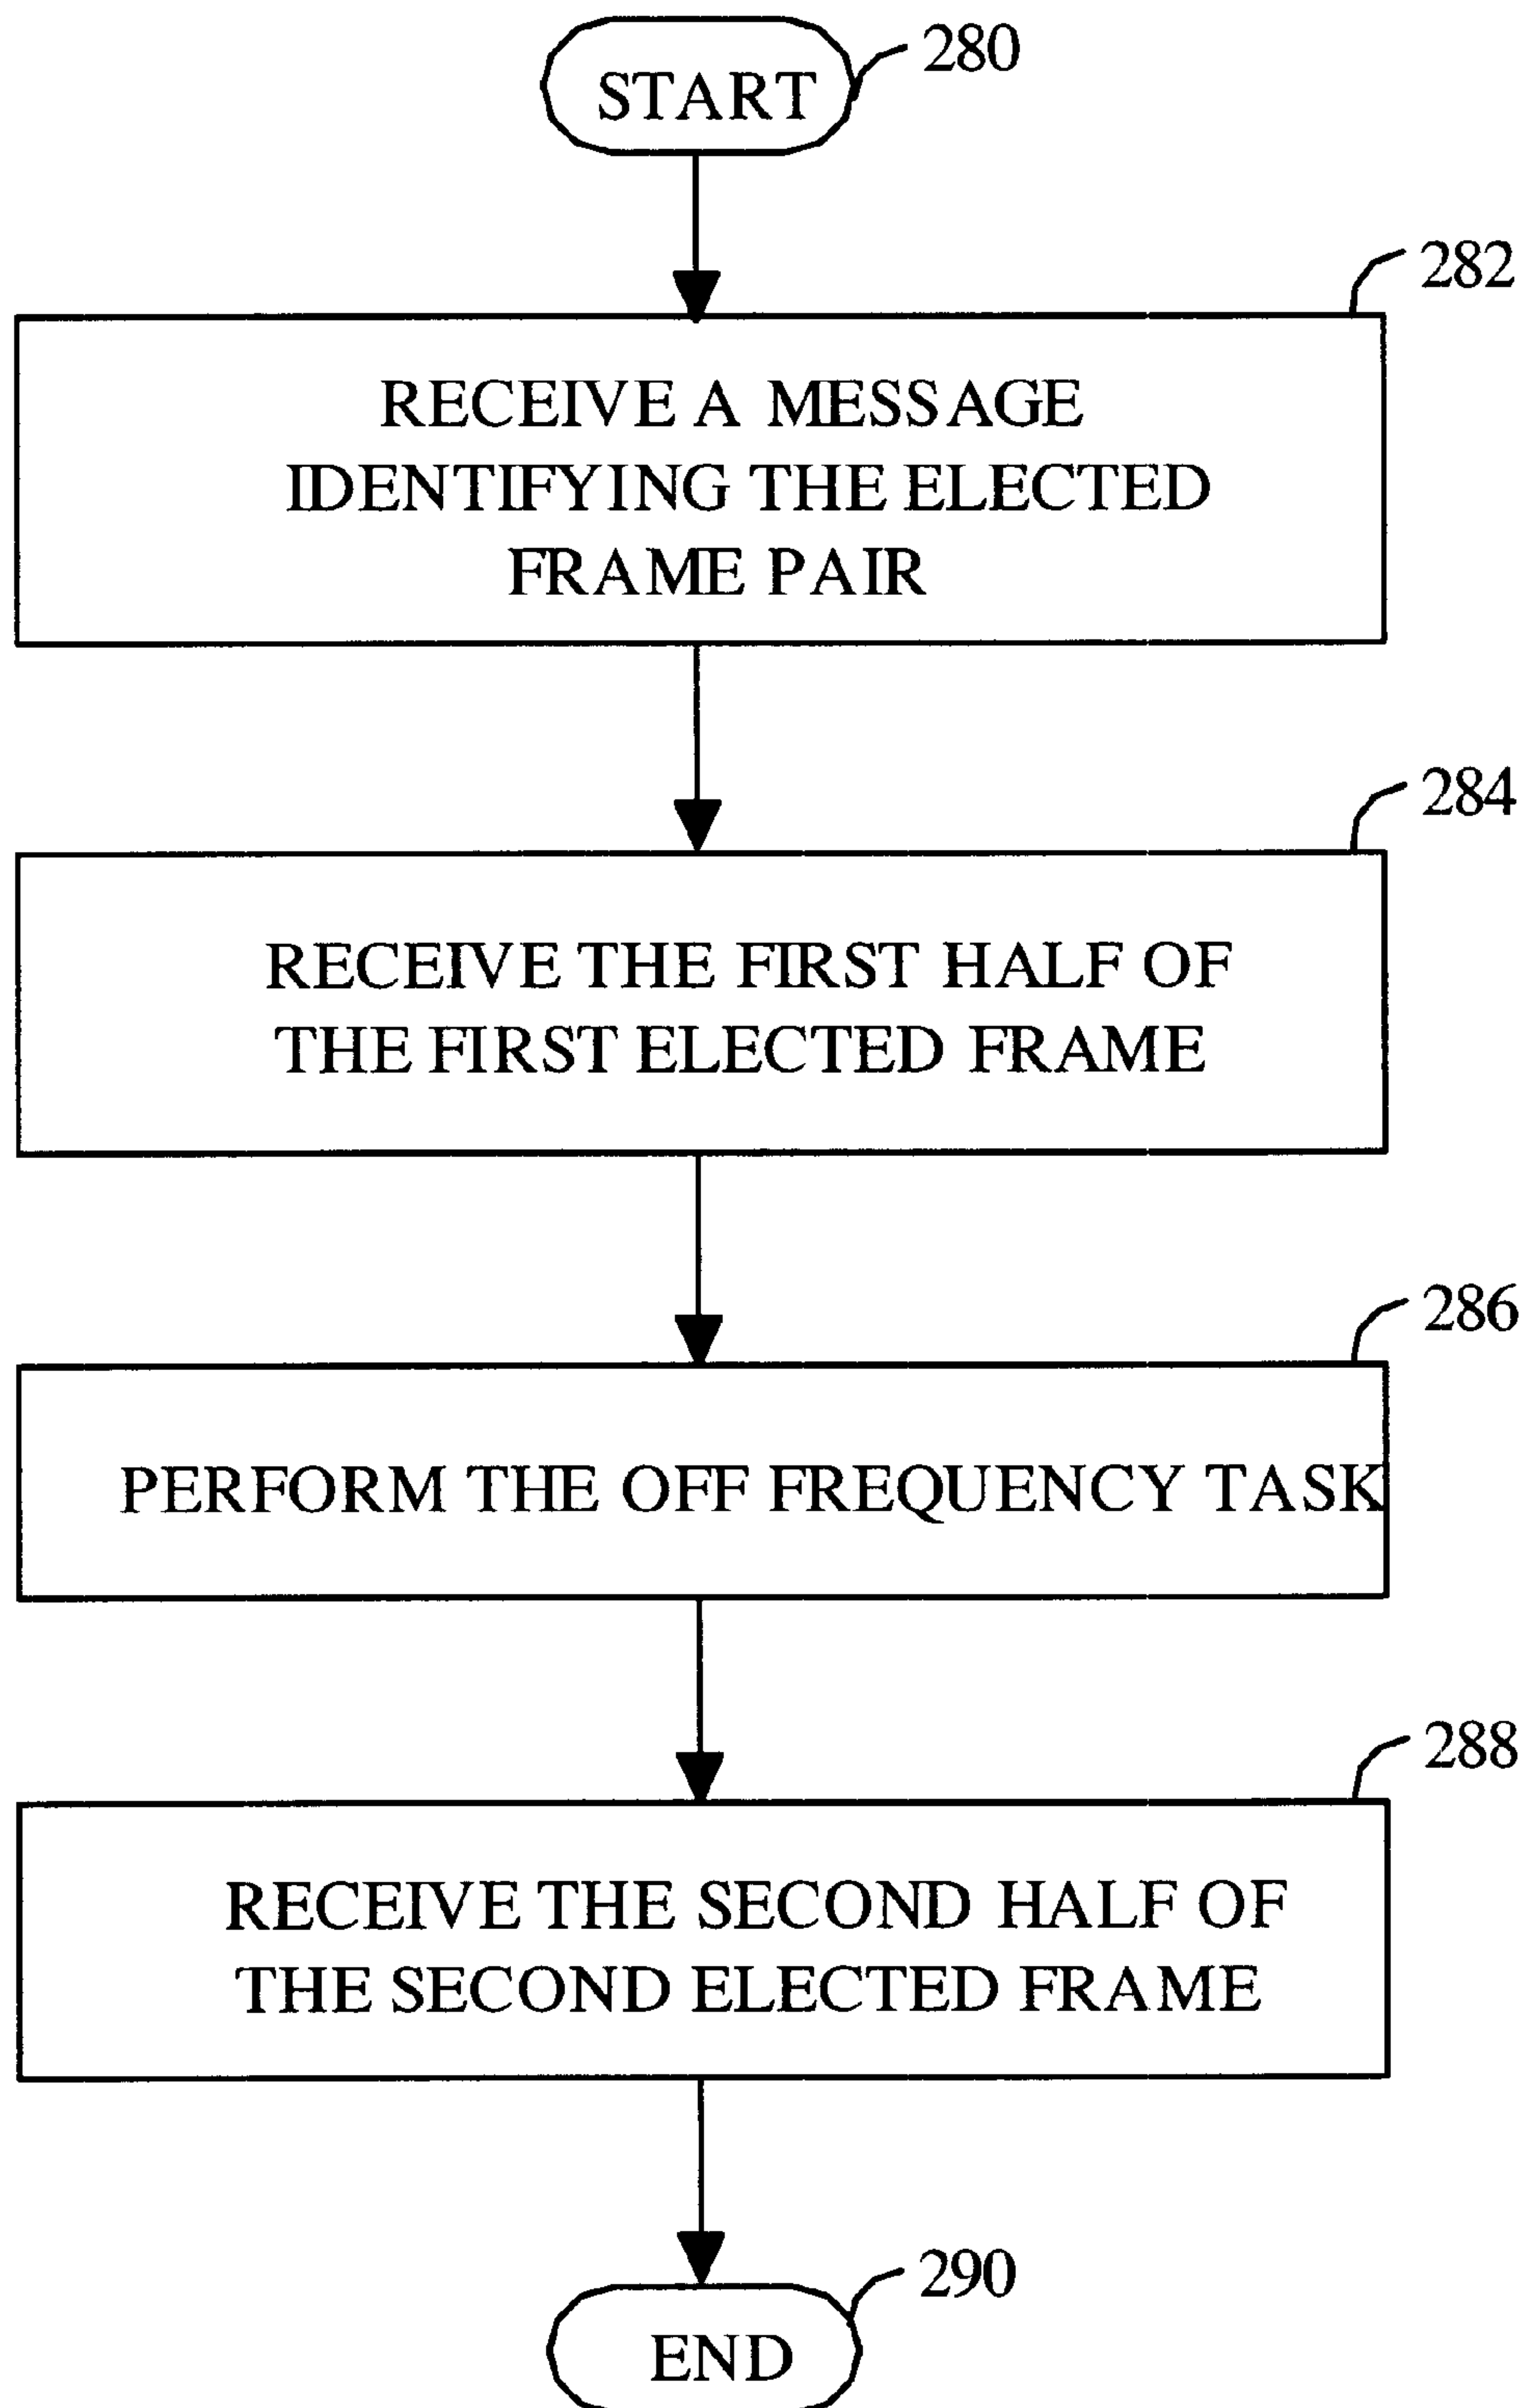 START
280
282
RECEIVE A MESSAGE
IDENTIFYING THE ELECTED
FRAME PAIR
284
RECEIVE THE FIRST HALF OF
THE FIRST ELECTED FRAME
286
PERFORM THE OFF FREQUENCY TASK
288
RECEIVE THE SECOND HALF OF
THE SECOND ELECTED FRAME
290
END